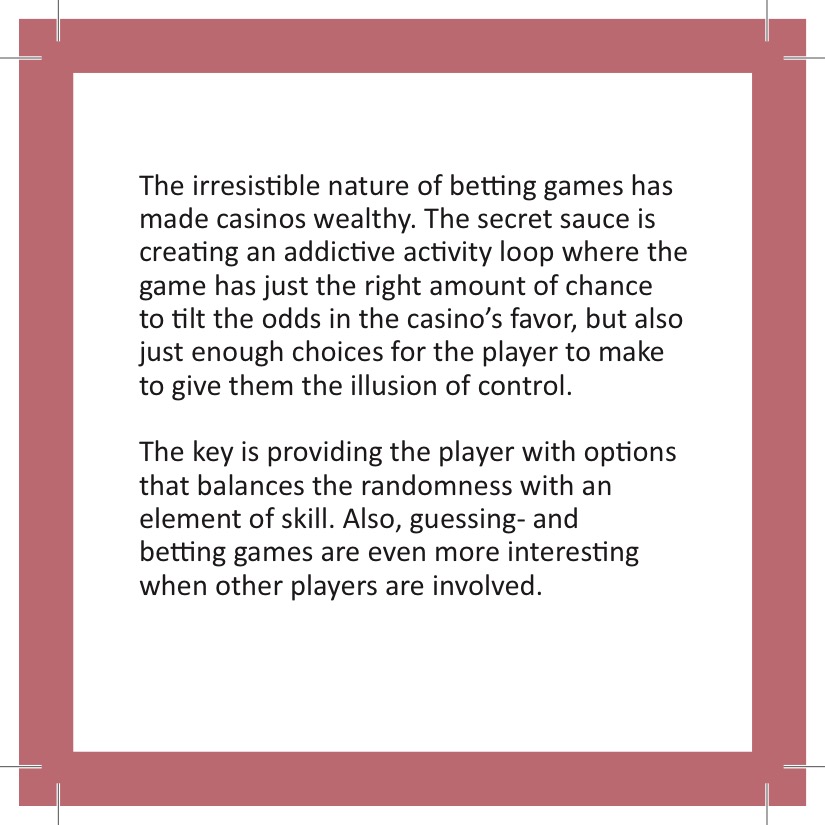 The irresistible nature of betting games has
made casinos wealthy. The secret sauce is
creating an addictive activity loop where the
game has just the right amount of chance
to tilt the odds in the casino’s favor, but also
just enough choices for the player to make
to give them the illusion of control.

The key is providing the player with options
that balances the randomness with an
element of skill. Also, guessing- and
betting games are even more interesting
when other players are involved.